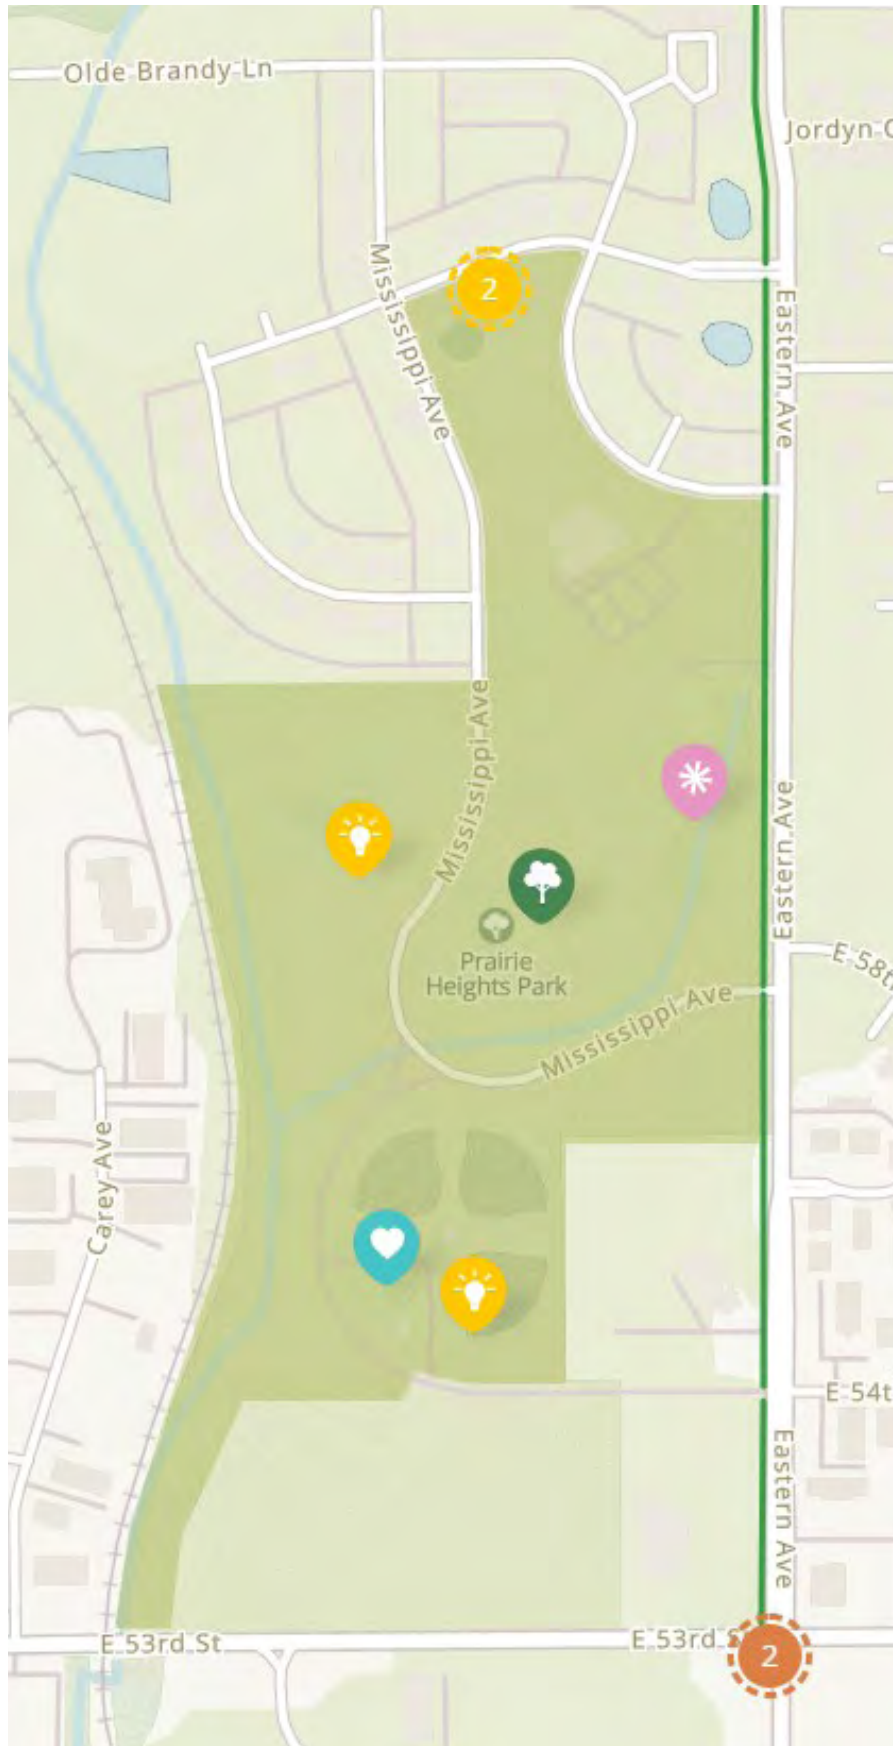 Olde Brandy Ln
Jordyn C
2
Mississippi Ave
Eastern Ave
Mississippi Ave
Eastern Ave
Prairie
Heights Park
E 58th
Mississippi Ave
Carey Ave
E 54t
Eastern Ave
E 53rd St
E 53rd S
2